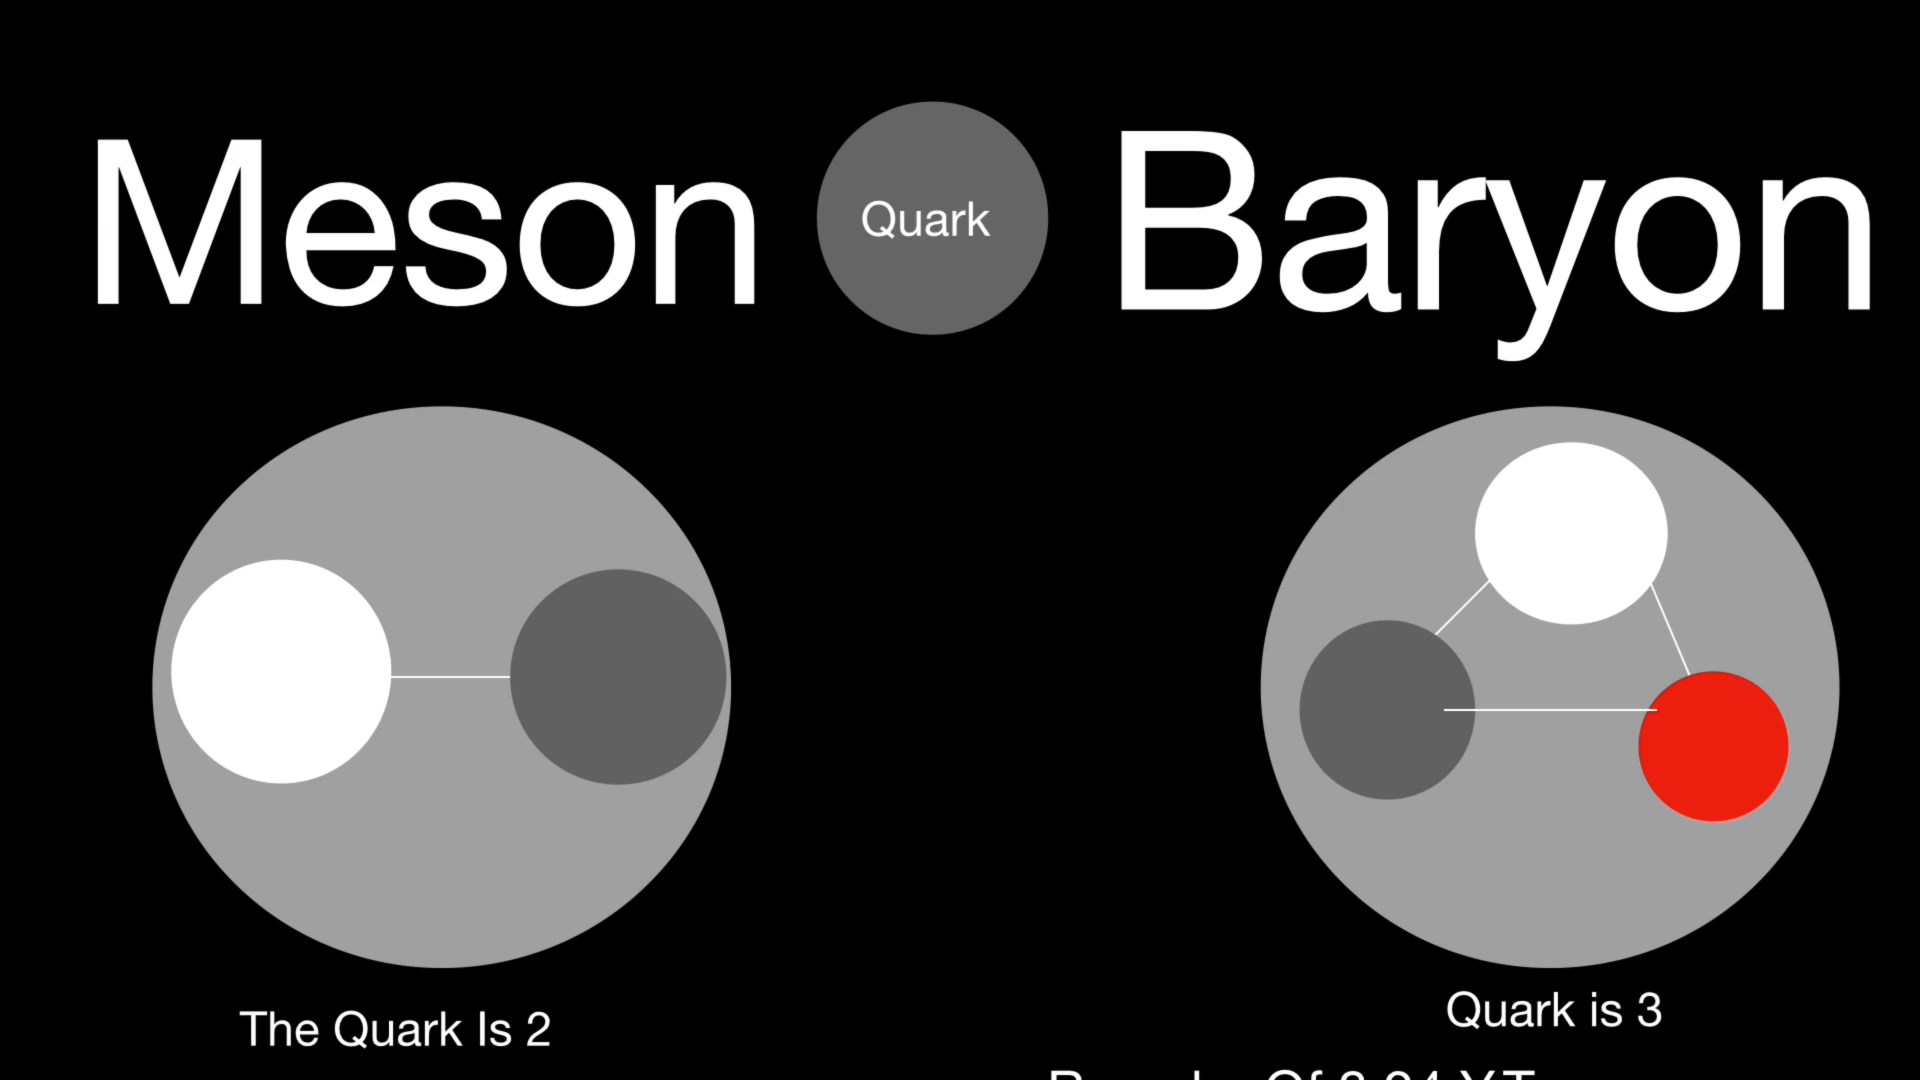 Meson
Quark
Baryon
The Quark Is 2
Quark is 3